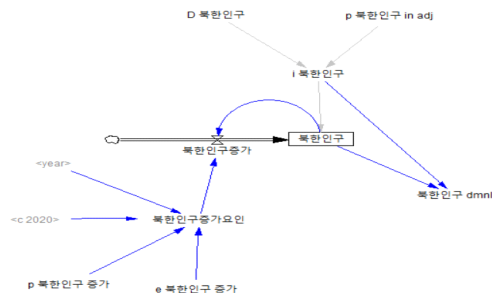 D 북한인구
p 북한인구 in adj
i 북한인구
북한인구
북한인구증가
<year>
북한인구 dmnl
<c 2020>
북한인구증가요인
p 북한인구 증가
e 북한인구 증가